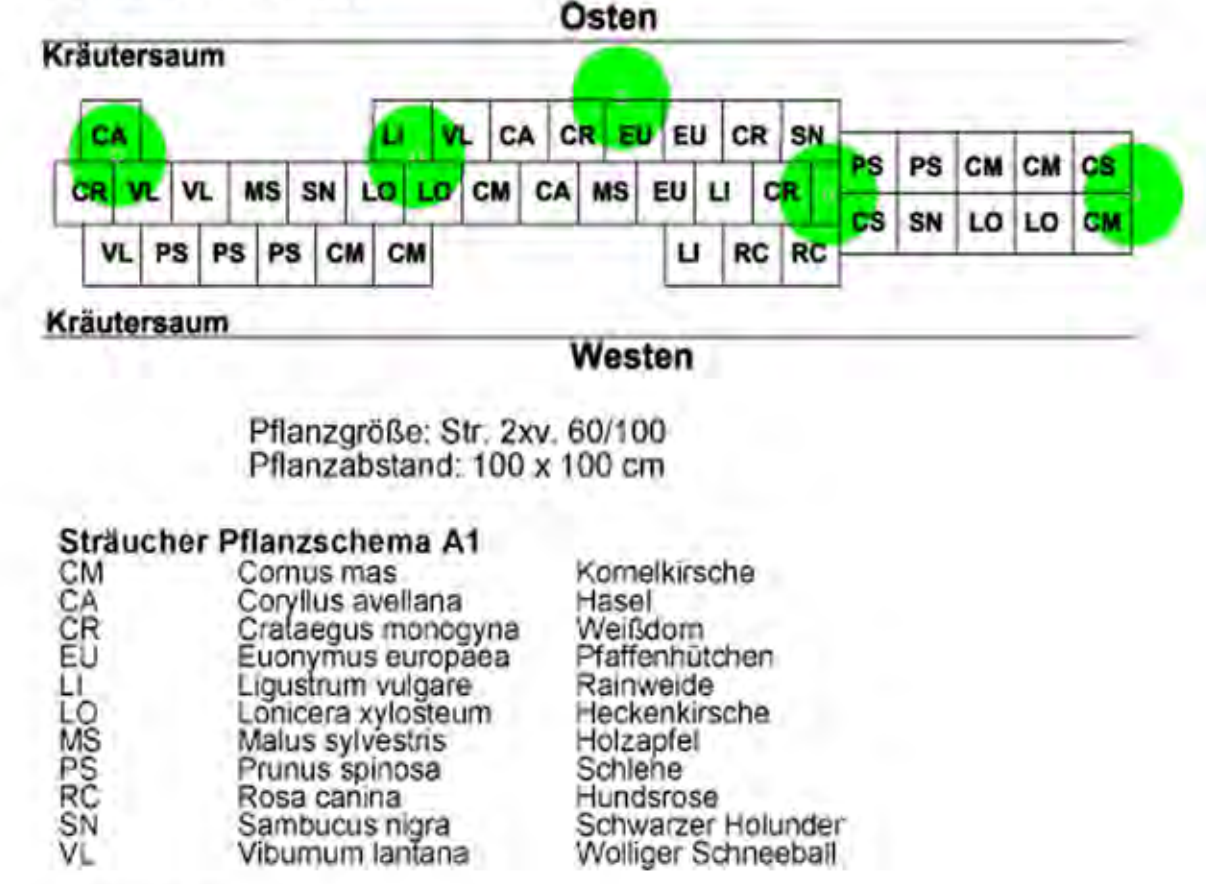 Osten
Kräutersaum
CA LI VL CA CR EU EU CR SN
PS PS CM CM CS
CR VL VL MS SN LO LO CM CA MS EU LI CR
CS SN LO LO CM
VL PS PS PS CM CM LI RC RC
Kräutersaum
Westen
Pflanzgröße: Str. 2xv. 60/100
Pflanzabstand: 100 x 100 cm
Sträucher Pflanzschema A1
CM Cornus mas Kornelkirsche
CA Coryllus avellana Hasel
CR Crataegus monogyna Weißdorn
EU Euonymus europaea Pfaffenhütchen
LI Ligustrum vulgare Rainweide
LO Lonicera xylosteum Heckenkirsche
MS Malus sylvestris Holzapfel
PS Prunus spinosa Schlehe
RC Rosa canina Hundsrose
SN Sambucus nigra Schwarzer Holunder
VL Viburnum lantana Wolliger Schneeball